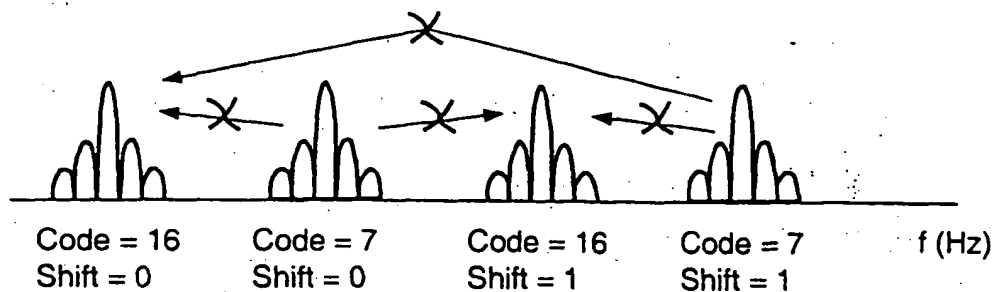 Code = 16 Code = 7 Code = 16 Code = 7 f (Hz)
Shift = 0 Shift = 0 Shift = 1 Shift = 1